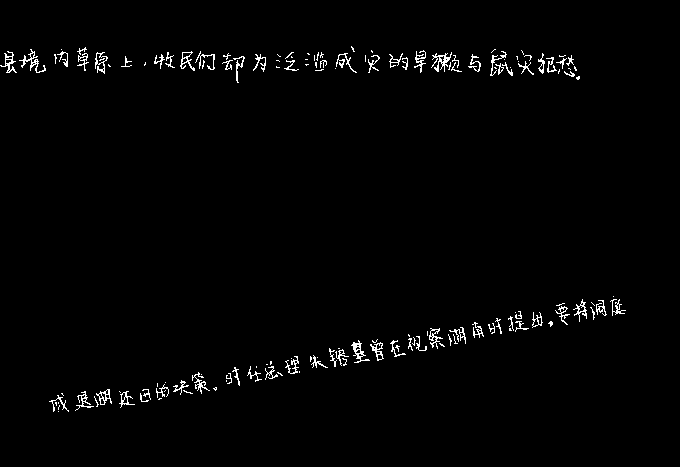 县境内草原上，牧民们却为泛滥成灾的旱獭与鼠灾犯愁。
成退湖还田的决策。时任总理朱镕基曾在视察湖南时提出，要将洞庭